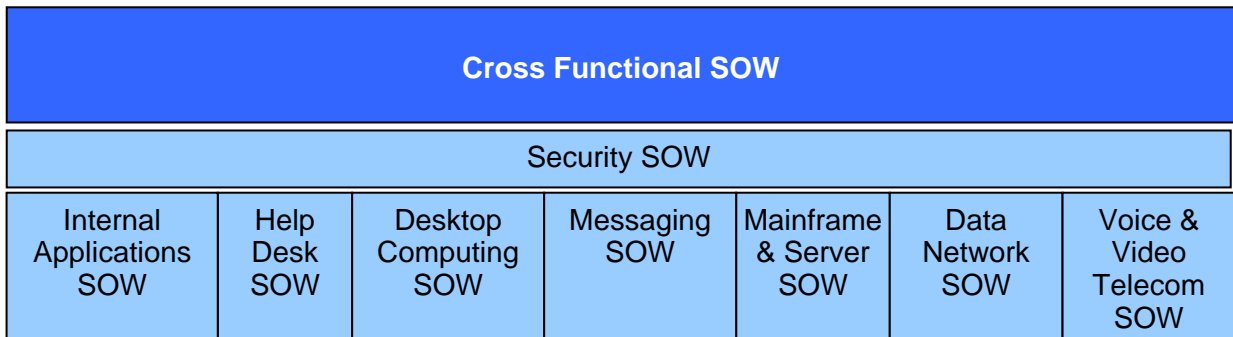 Cross Functional SOW
Security SOW
Internal
Applications
SOW
Help
Desk
SOW
Desktop
Computing
SOW
Messaging
SOW
Mainframe
& Server
SOW
Data
Network
SOW
Voice &
Video
Telecom
SOW